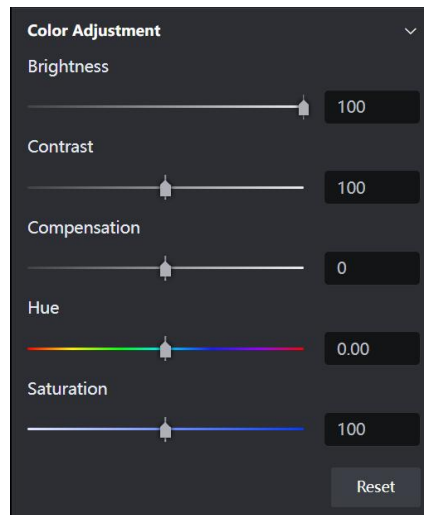 Color Adjustment
Brightness
100
Contrast
100
Compensation
0
Hue
0.00
Saturation
100
Reset